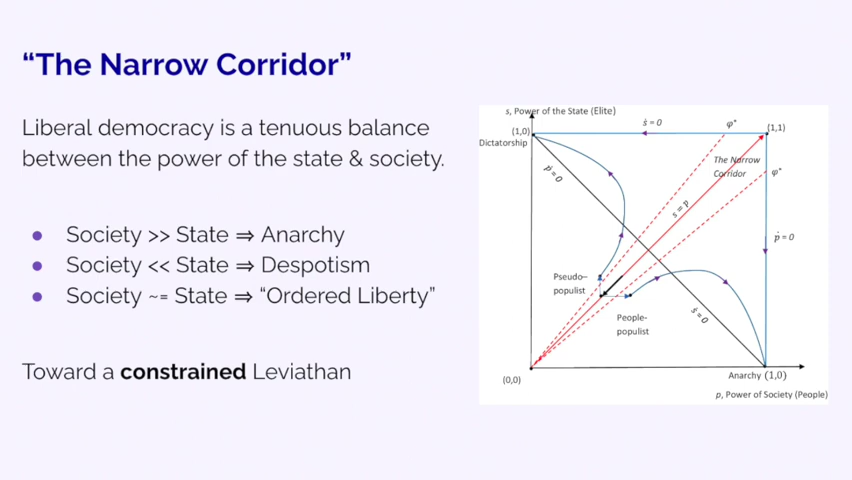 “The Narrow Corridor”
Liberal democracy is a tenuous balance
between the power of the state & society.
● Society >> State ⇒ Anarchy
● Society << State ⇒ Despotism
● Society ~= State ⇒ “Ordered Liberty”
Toward a constrained Leviathan
s, Power of the State (Elite)
(1,0)
Dictatorship
ṡ = 0
φ*
(1,1)
The Narrow
Corridor
φ*
ṗ = 0
s = p
ṗ = 0
Pseudo-
populist
People-
populist
ṡ = 0
(0,0)
Anarchy (1,0)
p, Power of Society (People)